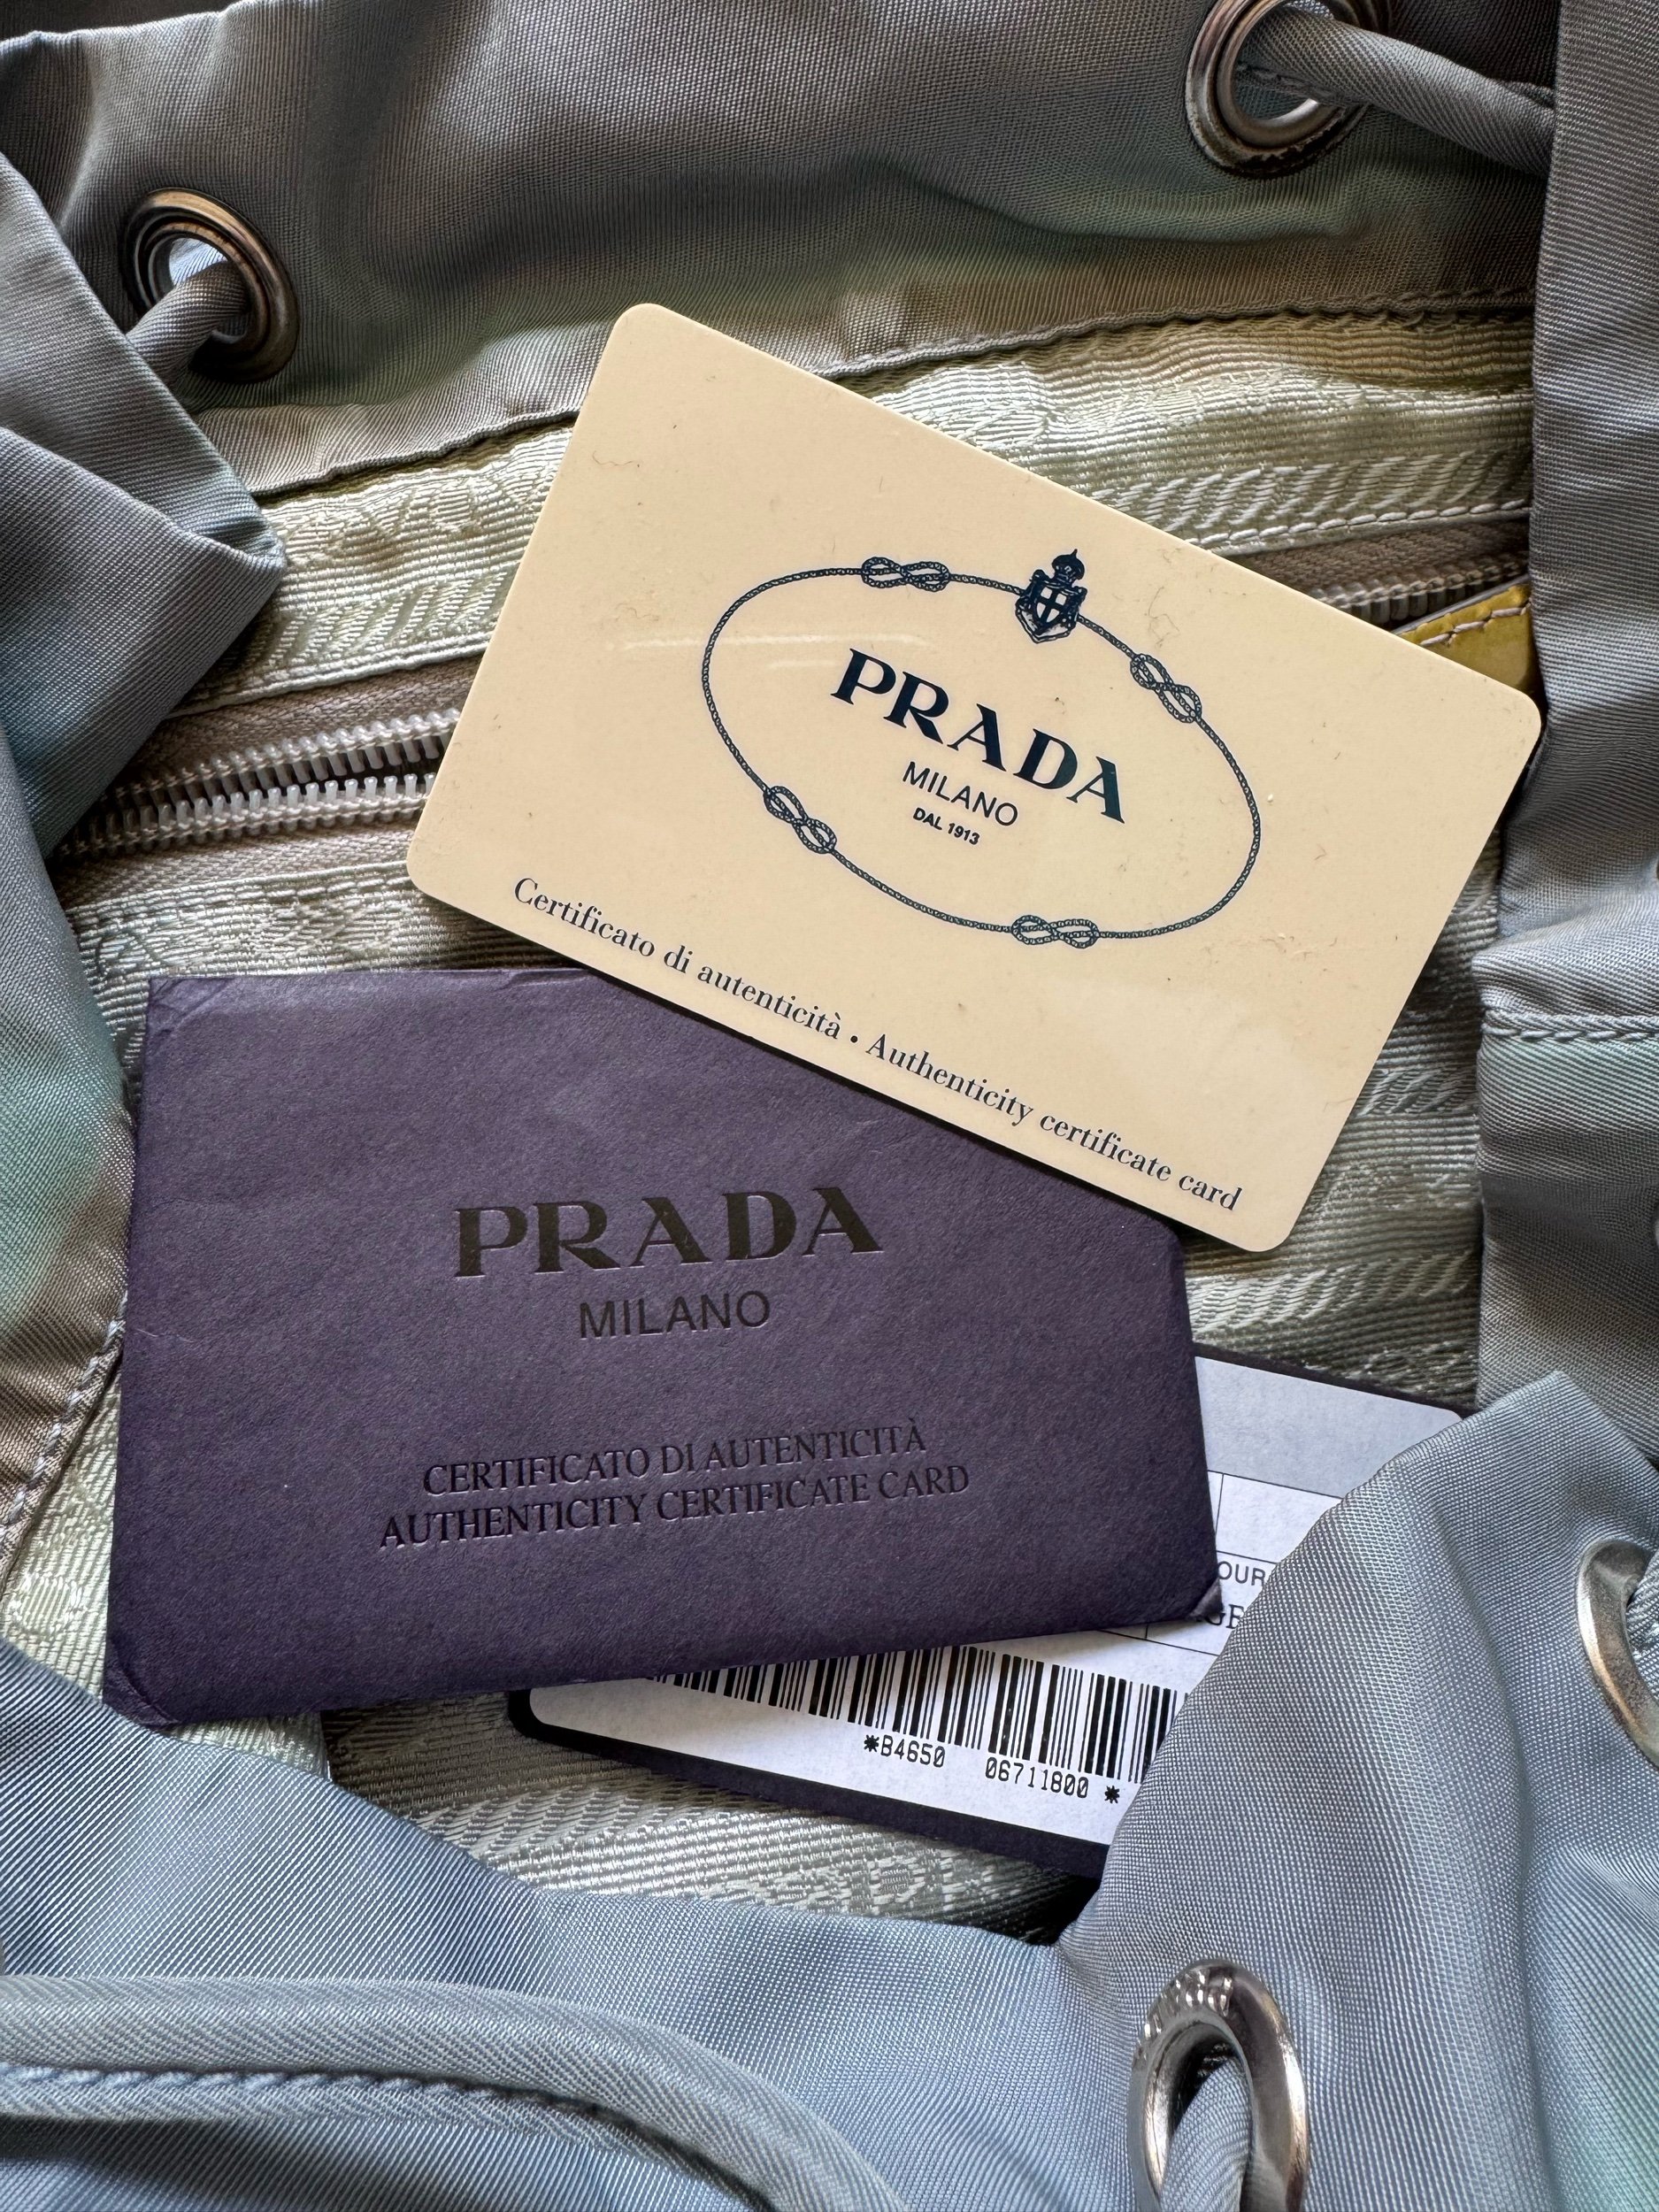 PRADA
MILANO
DAL 1913
Certificato di autenticità • Authenticity certificate card
PRADA
MILANO
CERTIFICATO DI AUTENTICITÀ
AUTHENTICITY CERTIFICATE CARD
*B4650 06711800 *